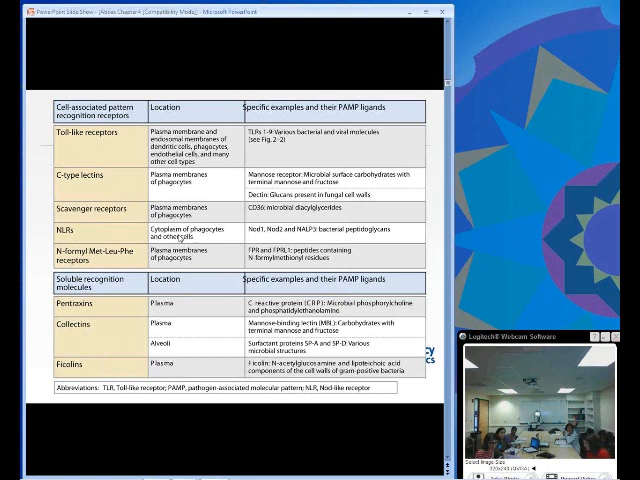 PowerPoint Slide Show - [Abbas Chapter 4 [Compatibility Mode] - Microsoft PowerPoint
Cell-associated pattern recognition receptors
Location
Specific examples and their PAMP ligands
Toll-like receptors
Plasma membrane and
endosomal membranes of
dendritic cells, phagocytes,
endothelial cells, and many
other cell types
TLRs 1-9: Various bacterial and viral molecules
(see Fig. 2-2)
C-type lectins
Plasma membranes
of phagocytes
Mannose receptor: Microbial surface carbohydrates with
terminal mannose and fructose
Dectin: Glucans present in fungal cell walls
Scavenger receptors
Plasma membranes
of phagocytes
CD36: microbial diacylglycerides
NLRs
Cytoplasm of phagocytes
and other cells
Nod1, Nod2 and NALP3: bacterial peptidoglycans
N-formyl Met-Leu-Phe
receptors
Plasma membranes
of phagocytes
FPR and FPRL1: peptides containing
N-formylmethionyl residues
Soluble recognition
molecules
Location
Specific examples and their PAMP ligands
Pentraxins
Plasma
C-reactive protein (CRP): Microbial phosphorylcholine
and phosphatidylethanolamine
Collectins
Plasma
Mannose-binding lectin (MBL): Carbohydrates with
terminal mannose and fructose
Alveoli
Surfactant proteins SP-A and SP-D: Various
microbial structures
Ficolins
Plasma
Ficolin: N-acetylglucosamine and lipoteichoic acid
components of the cell walls of gram-positive bacteria
Abbreviations: TLR, Toll-like receptor; PAMP, pathogen-associated molecular pattern; NLR, Nod-like receptor
Logitech® Webcam Software
Select Image Size
320x240 (QVGA)